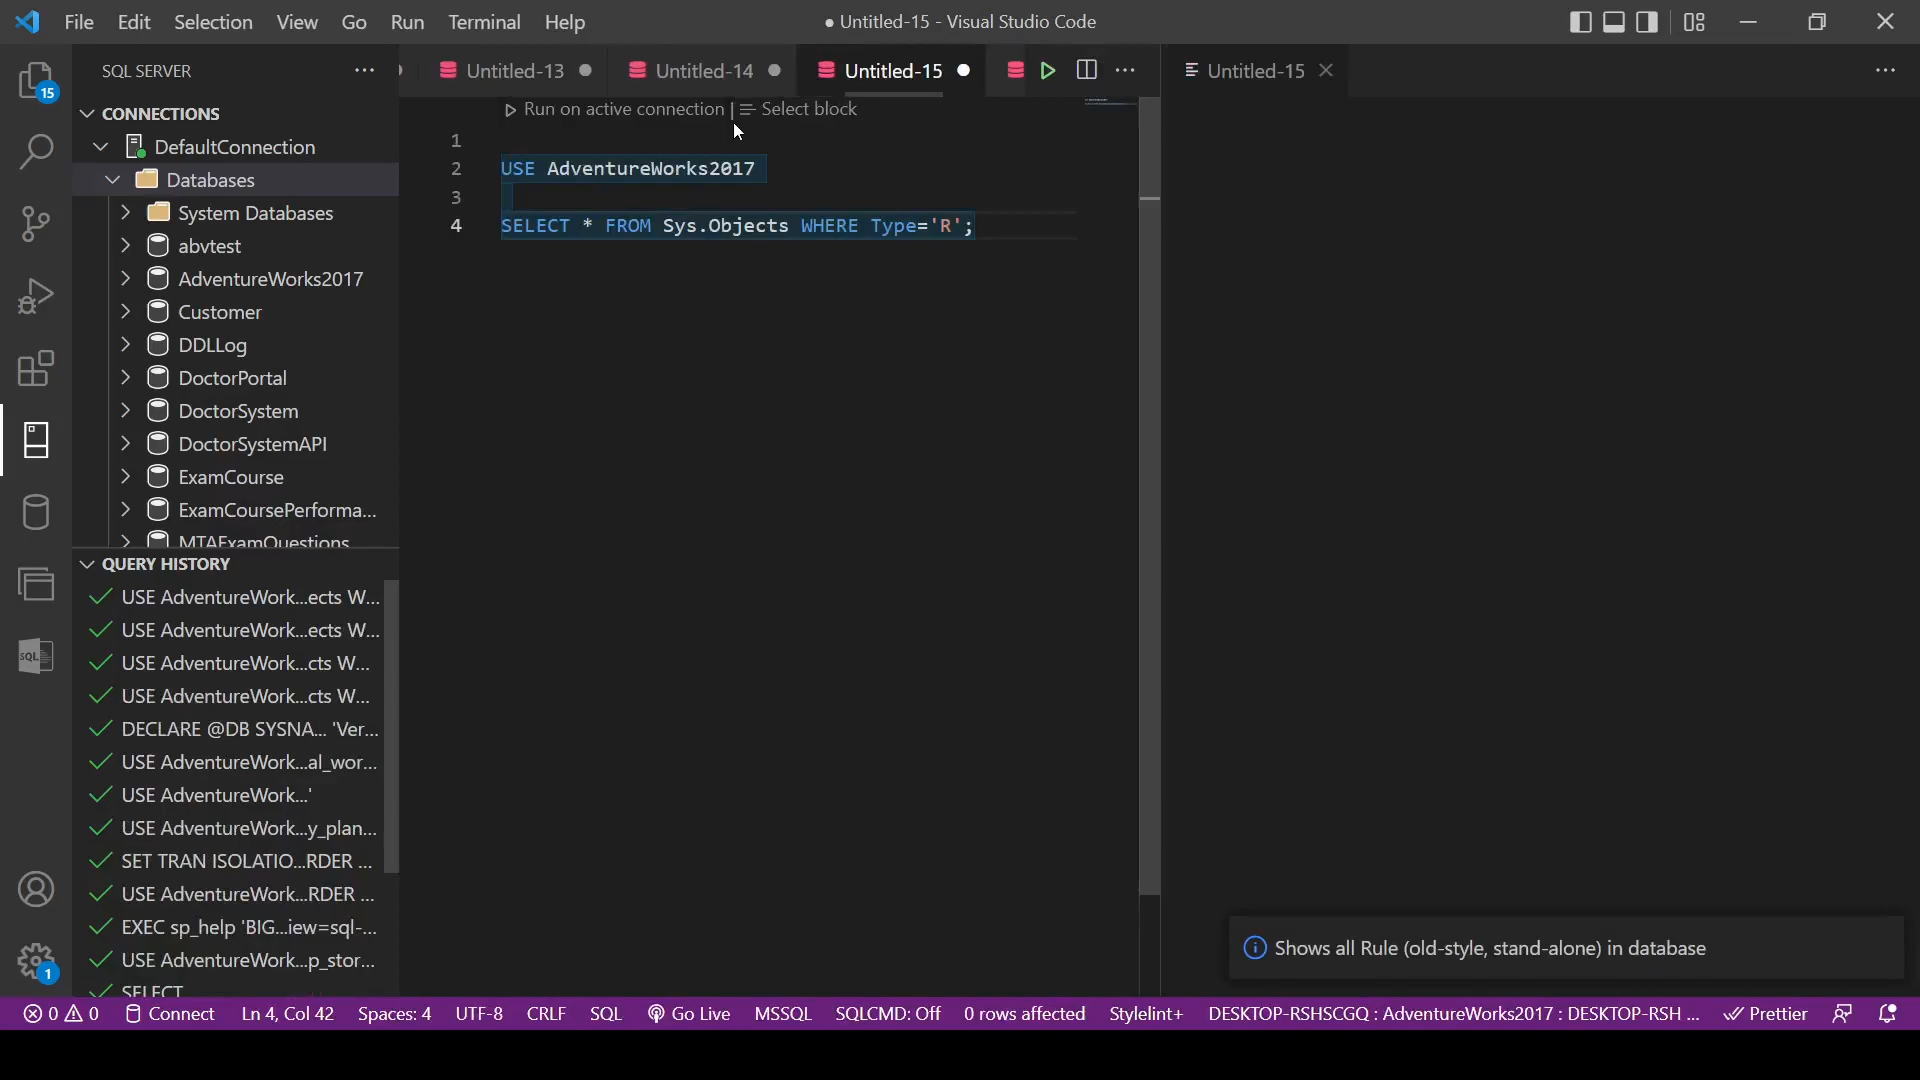 File Edit Selection View Go Run Terminal Help
● Untitled-15 - Visual Studio Code
SQL SERVER
Untitled-13
Untitled-14
Untitled-15
Untitled-15
CONNECTIONS
DefaultConnection
Databases
System Databases
abvtest
AdventureWorks2017
Customer
DDLLog
DoctorPortal
DoctorSystem
DoctorSystemAPI
ExamCourse
ExamCoursePerforma...
MTAExamQuestions
Run on active connection | Select block
1
2 USE AdventureWorks2017
3
4 SELECT * FROM Sys.Objects WHERE Type='R';
QUERY HISTORY
USE AdventureWork...ects W...
USE AdventureWork...ects W...
USE AdventureWork...cts W...
USE AdventureWork...cts W...
DECLARE @DB SYSNA... 'Ver...
USE AdventureWork...al_wor...
USE AdventureWork...'
USE AdventureWork...y_plan...
SET TRAN ISOLATIO...RDER ...
USE AdventureWork...RDER ...
EXEC sp_help 'BIG...iew=sql-...
USE AdventureWork...p_stor...
SELECT
15
SQL
1
Shows all Rule (old-style, stand-alone) in database
0 0 Connect Ln 4, Col 42 Spaces: 4 UTF-8 CRLF SQL Go Live MSSQL SQLCMD: Off 0 rows affected Stylelint+ DESKTOP-RSHSCGQ : AdventureWorks2017 : DESKTOP-RSH ... Prettier